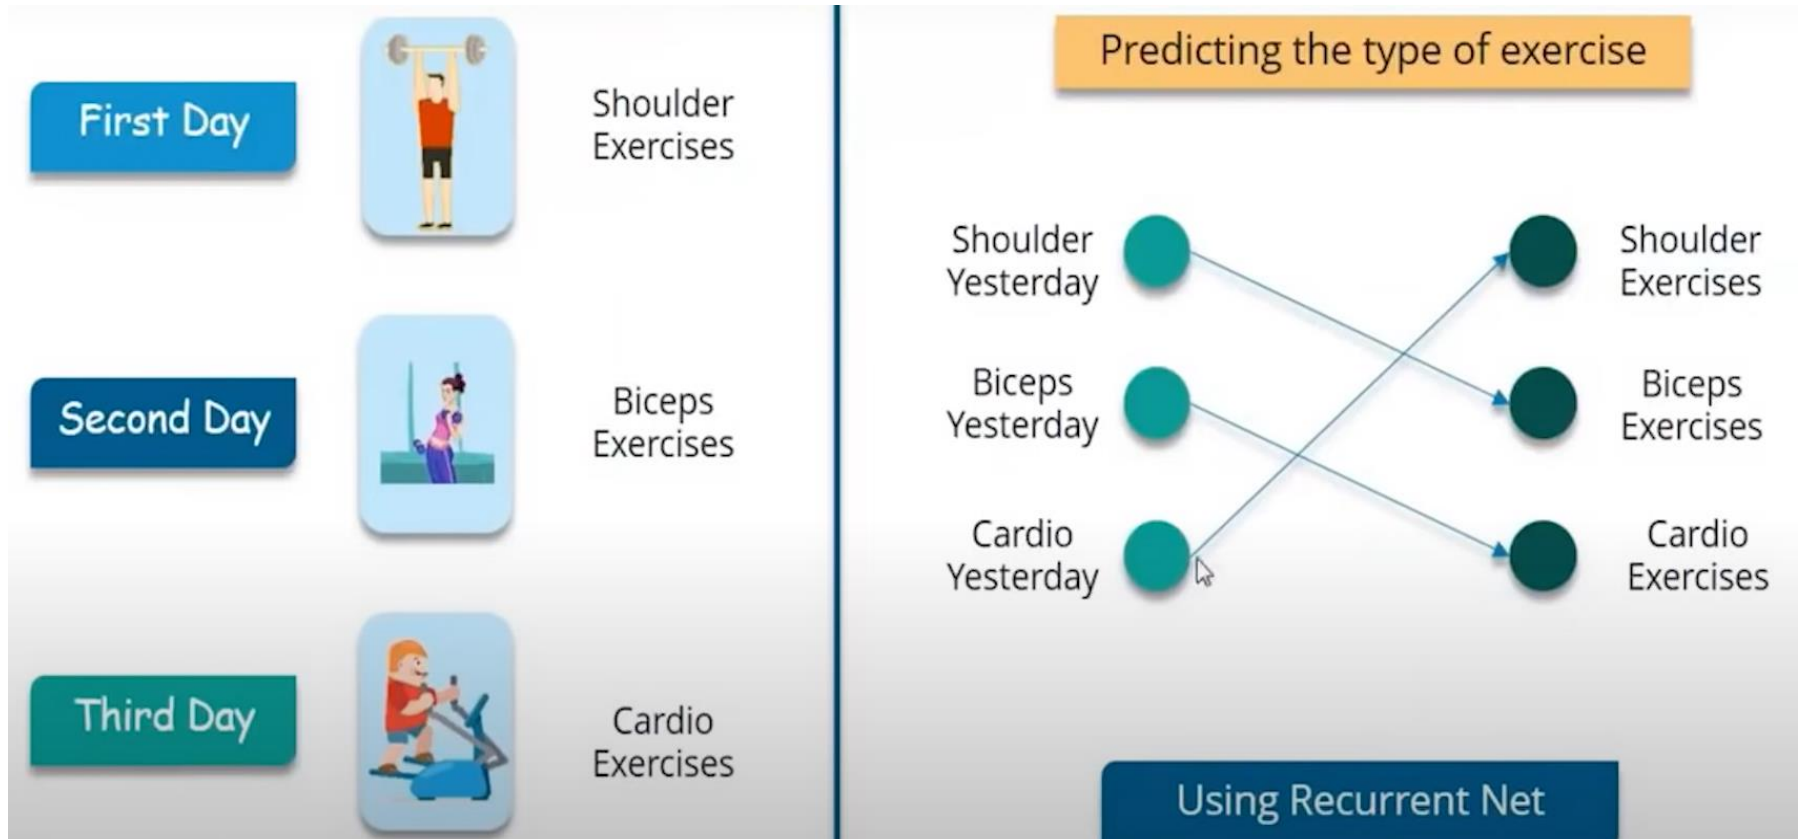 First Day
Shoulder
Exercises
Second Day
Biceps
Exercises
Third Day
Cardio
Exercises
Predicting the type of exercise
Shoulder
Yesterday
Shoulder
Exercises
Biceps
Yesterday
Biceps
Exercises
Cardio
Yesterday
Cardio
Exercises
Using Recurrent Net